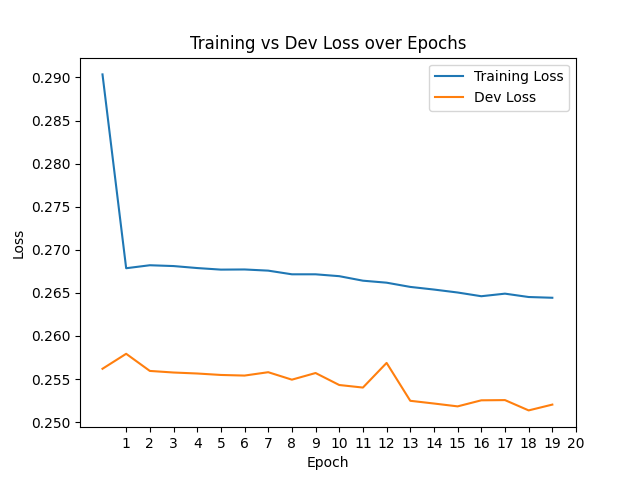 Training vs Dev Loss over Epochs
Training Loss
Dev Loss
0.290
0.285
0.280
0.275
0.270
0.265
0.260
0.255
0.250
Loss
1 2 3 4 5 6 7 8 9 10 11 12 13 14 15 16 17 18 19 20
Epoch